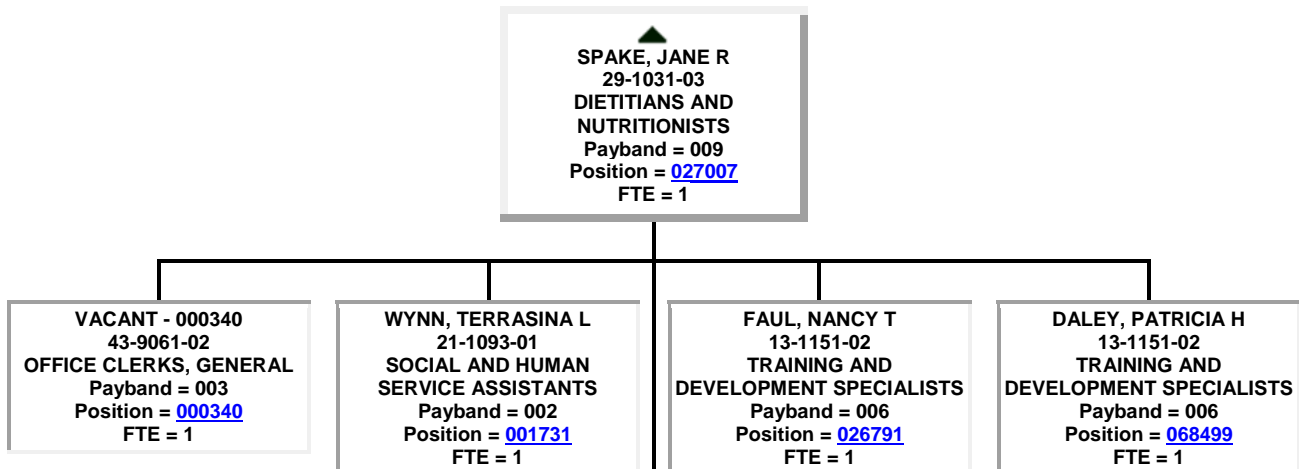 SPAKE, JANE R
29-1031-03
DIETITIANS AND
NUTRITIONISTS
Payband = 009
Position = 027007
FTE = 1
VACANT - 000340
43-9061-02
OFFICE CLERKS, GENERAL
Payband = 003
Position = 000340
FTE = 1
WYNN, TERRASINA L
21-1093-01
SOCIAL AND HUMAN
SERVICE ASSISTANTS
Payband = 002
Position = 001731
FTE = 1
FAUL, NANCY T
13-1151-02
TRAINING AND
DEVELOPMENT SPECIALISTS
Payband = 006
Position = 026791
FTE = 1
DALEY, PATRICIA H
13-1151-02
TRAINING AND
DEVELOPMENT SPECIALISTS
Payband = 006
Position = 068499
FTE = 1